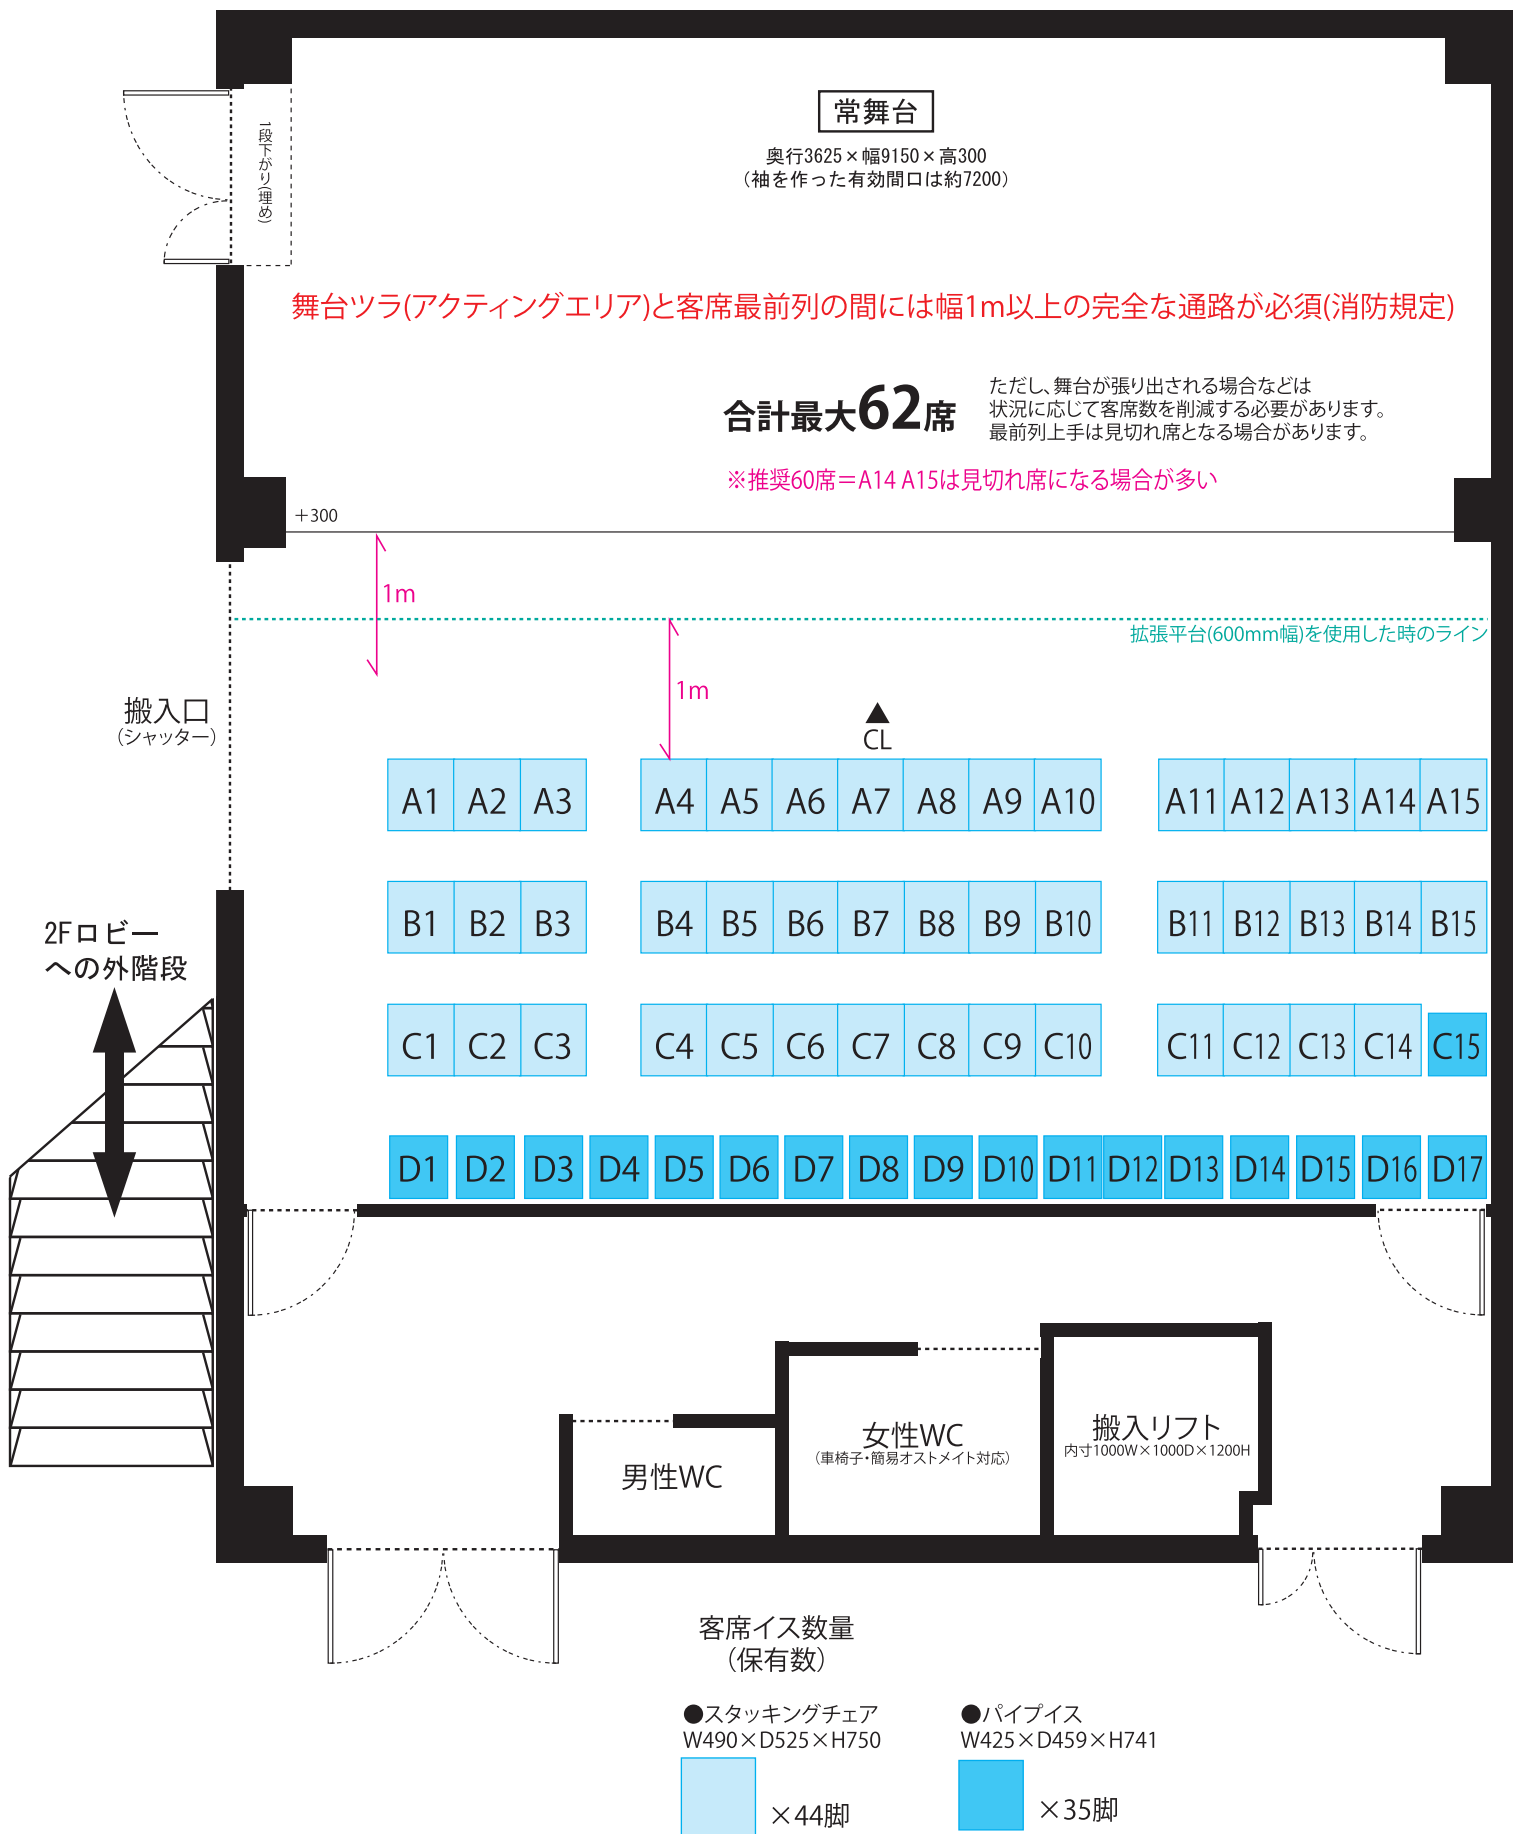 常舞台
奥行3625×幅9150×高300
（袖を作った有効間口は約7200）
1段下がり(埋め)
舞台ツラ(アクティングエリア)と客席最前列の間には幅1m以上の完全な通路が必須(消防規定)
合計最大62席
ただし、舞台が張り出される場合などは
状況に応じて客席数を削減する必要があります。
最前列上手は見切れ席となる場合があります。
※推奨60席＝A14 A15は見切れ席になる場合が多い
＋300
1m
拡張平台(600mm幅)を使用した時のライン
1m
搬入口
（シャッター）
▲
CL
A1 A2 A3 A4 A5 A6 A7 A8 A9 A10 A11 A12 A13 A14 A15
B1 B2 B3 B4 B5 B6 B7 B8 B9 B10 B11 B12 B13 B14 B15
2Fロビー
への外階段
C1 C2 C3 C4 C5 C6 C7 C8 C9 C10 C11 C12 C13 C14 C15
D1 D2 D3 D4 D5 D6 D7 D8 D9 D10 D11 D12 D13 D14 D15 D16 D17
男性WC
女性WC
（車椅子・簡易オストメイト対応）
搬入リフト
内寸1000W×1000D×1200H
客席イス数量
（保有数）
●スタッキングチェア
W490×D525×H750
×44脚
●パイプイス
W425×D459×H741
×35脚